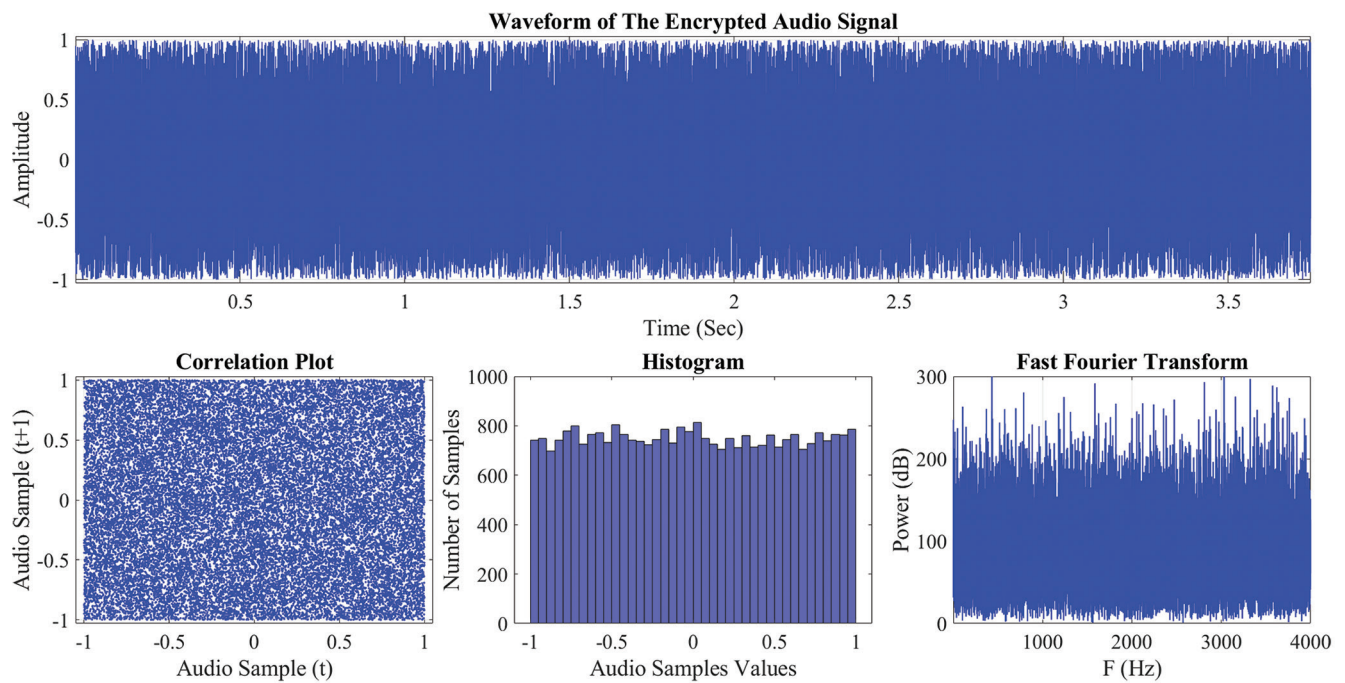 Waveform of The Encrypted Audio Signal
1
0.5
0
-0.5
-1
Amplitude
0.5 1 1.5 2 2.5 3 3.5
Time (Sec)
Correlation Plot
1
0.5
0
-0.5
-1
Audio Sample (t+1)
-1 -0.5 0 0.5 1
Audio Sample (t)
Histogram
1000
800
600
400
200
0
Number of Samples
-1 -0.5 0 0.5 1
Audio Samples Values
Fast Fourier Transform
300
200
100
0
Power (dB)
1000 2000 3000 4000
F (Hz)